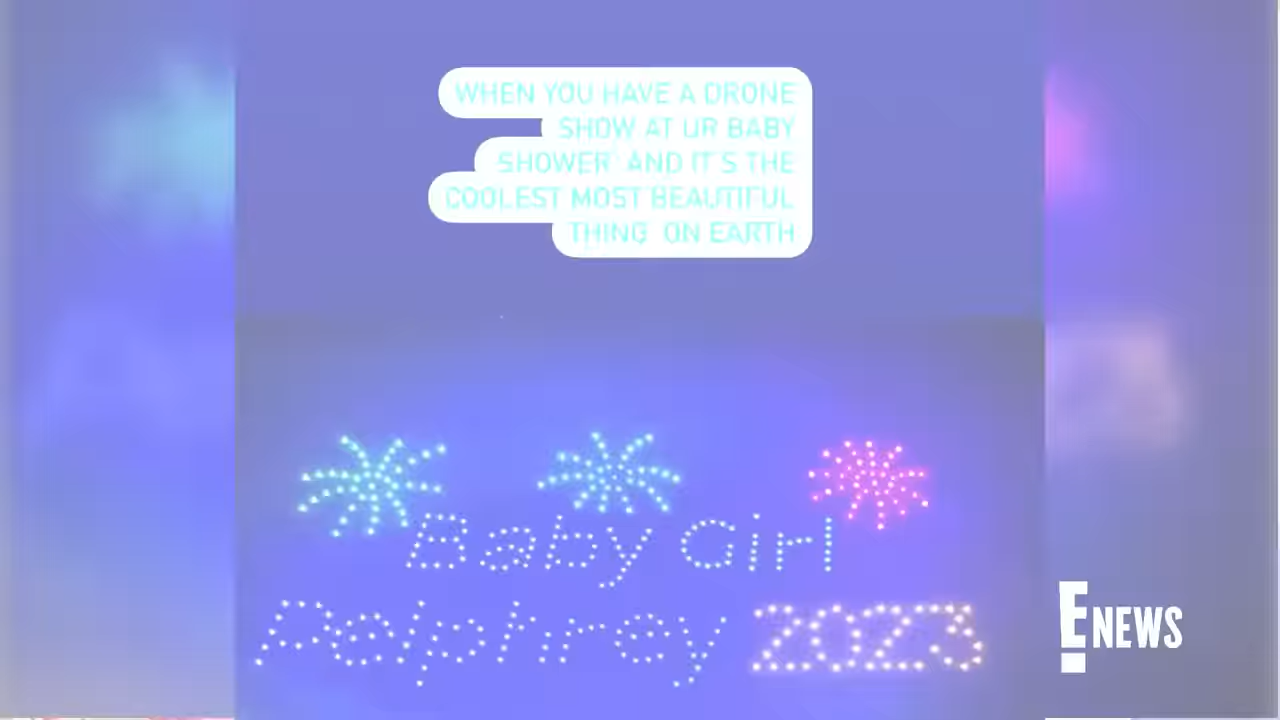 WHEN YOU HAVE A DRONE
SHOW AT UR BABY
SHOWER AND IT'S THE
COOLEST MOST BEAUTIFUL
THING ON EARTH
Baby Girl
Pelphrey 2023
E NEWS